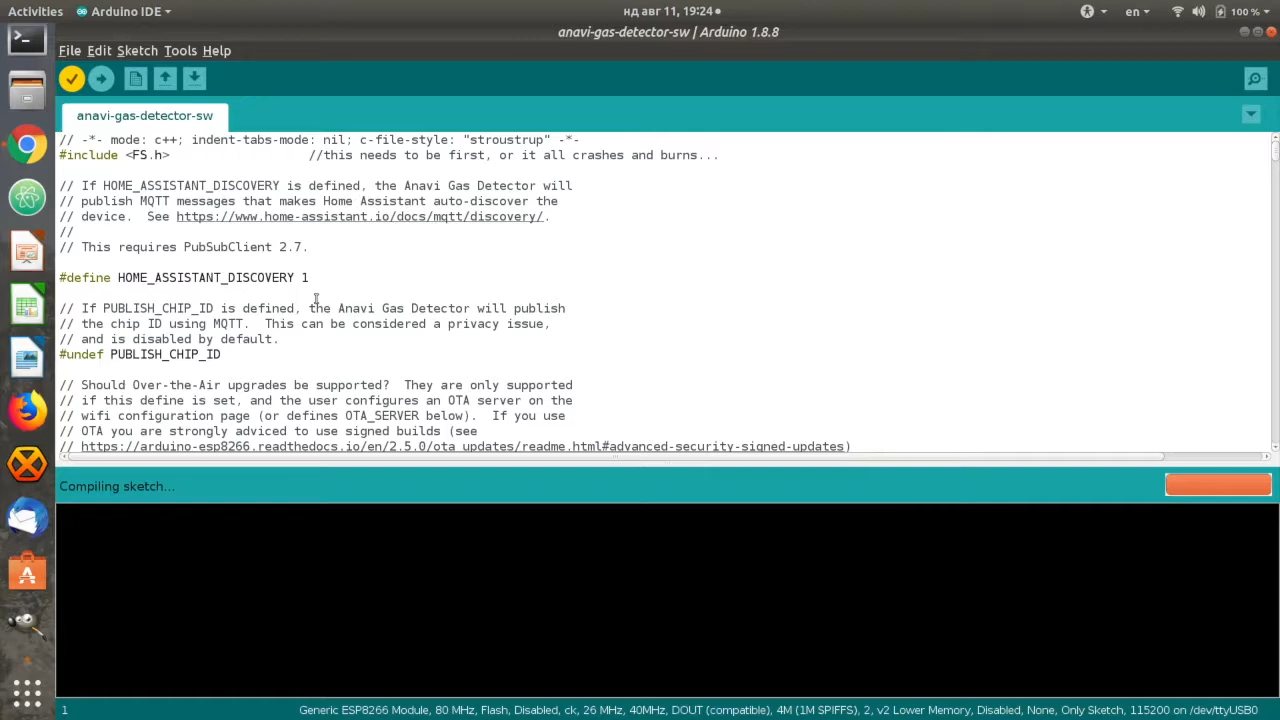 Activities Arduino IDE нд авг 11, 19:24 en 100 %
anavi-gas-detector-sw | Arduino 1.8.8
File Edit Sketch Tools Help
anavi-gas-detector-sw
// -*- mode: c++; indent-tabs-mode: nil; c-file-style: "stroustrup" -*-
#include <FS.h> //this needs to be first, or it all crashes and burns...
// If HOME_ASSISTANT_DISCOVERY is defined, the Anavi Gas Detector will
// publish MQTT messages that makes Home Assistant auto-discover the
// device. See https://www.home-assistant.io/docs/mqtt/discovery/.
//
// This requires PubSubClient 2.7.
#define HOME_ASSISTANT_DISCOVERY 1
// If PUBLISH_CHIP_ID is defined, the Anavi Gas Detector will publish
// the chip ID using MQTT. This can be considered a privacy issue,
// and is disabled by default.
#undef PUBLISH_CHIP_ID
// Should Over-the-Air upgrades be supported? They are only supported
// if this define is set, and the user configures an OTA server on the
// wifi configuration page (or defines OTA_SERVER below). If you use
// OTA you are strongly adviced to use signed builds (see
// https://arduino-esp8266.readthedocs.io/en/2.5.0/ota_updates/readme.html#advanced-security-signed-updates)
Compiling sketch...
1 Generic ESP8266 Module, 80 MHz, Flash, Disabled, ck, 26 MHz, 40MHz, DOUT (compatible), 4M (1M SPIFFS), 2, v2 Lower Memory, Disabled, None, Only Sketch, 115200 on /dev/ttyUSB0